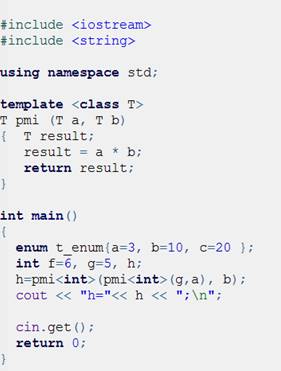 #include <iostream>
#include <string>
using namespace std;
template <class T>
T pmi (T a, T b)
{ T result;
result = a * b;
return result;
}
int main()
{
enum t_enum{a=3, b=10, c=20 };
int f=6, g=5, h;
h=pmi<int>(pmi<int>(g,a), b);
cout << "h="<< h << ";\n";
cin.get();
return 0;
}